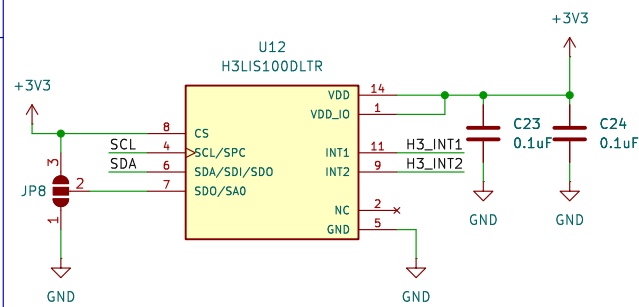 +3V3
U12
H3LIS100DLTR
+3V3
VDD 14
VDD_IO 1
8 CS
C23
0.1uF
C24
0.1uF
SCL 4 SCL/SPC
INT1 11 H3_INT1
3
SDA 6 SDA/SDI/SDO
INT2 9 H3_INT2
JP8 2
7 SDO/SA0
NC 2
1
GND 5
GND
GND
GND
GND